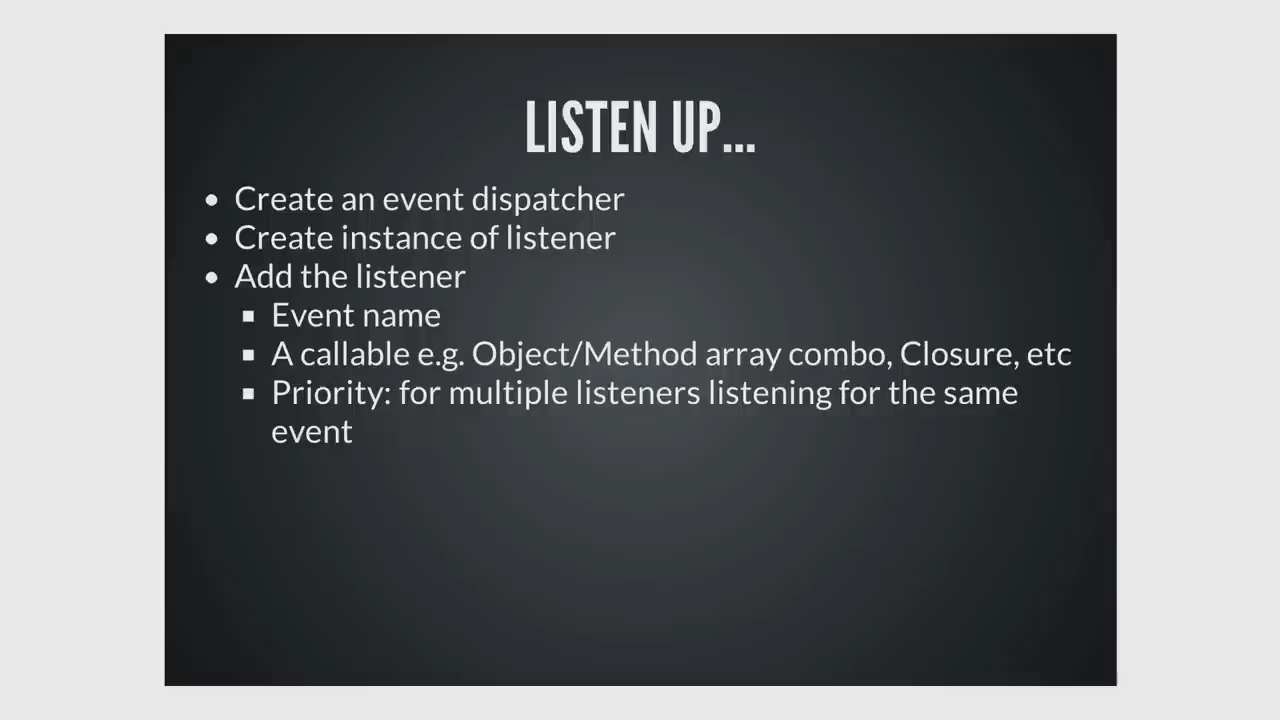 LISTEN UP...
Create an event dispatcher
Create instance of listener
Add the listener
Event name
A callable e.g. Object/Method array combo, Closure, etc
Priority: for multiple listeners listening for the same
event